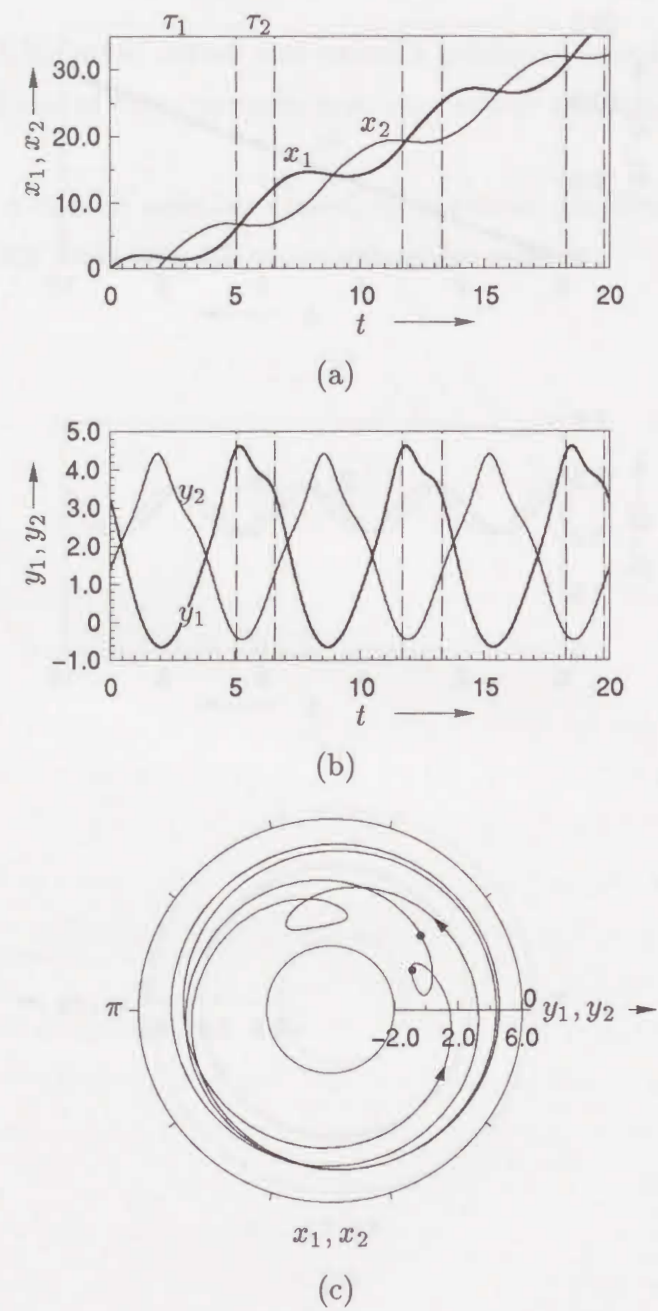 τ₁ τ₂
x₁, x₂
30.0
20.0
10.0
0
x₁
x₂
0 5 10 15 20
t
(a)
y₁, y₂
5.0
4.0
3.0
2.0
1.0
0
−1.0
y₂
y₁
0 5 10 15 20
t
(b)
π
0
y₁, y₂
−2.0 2.0 6.0
x₁, x₂
(c)